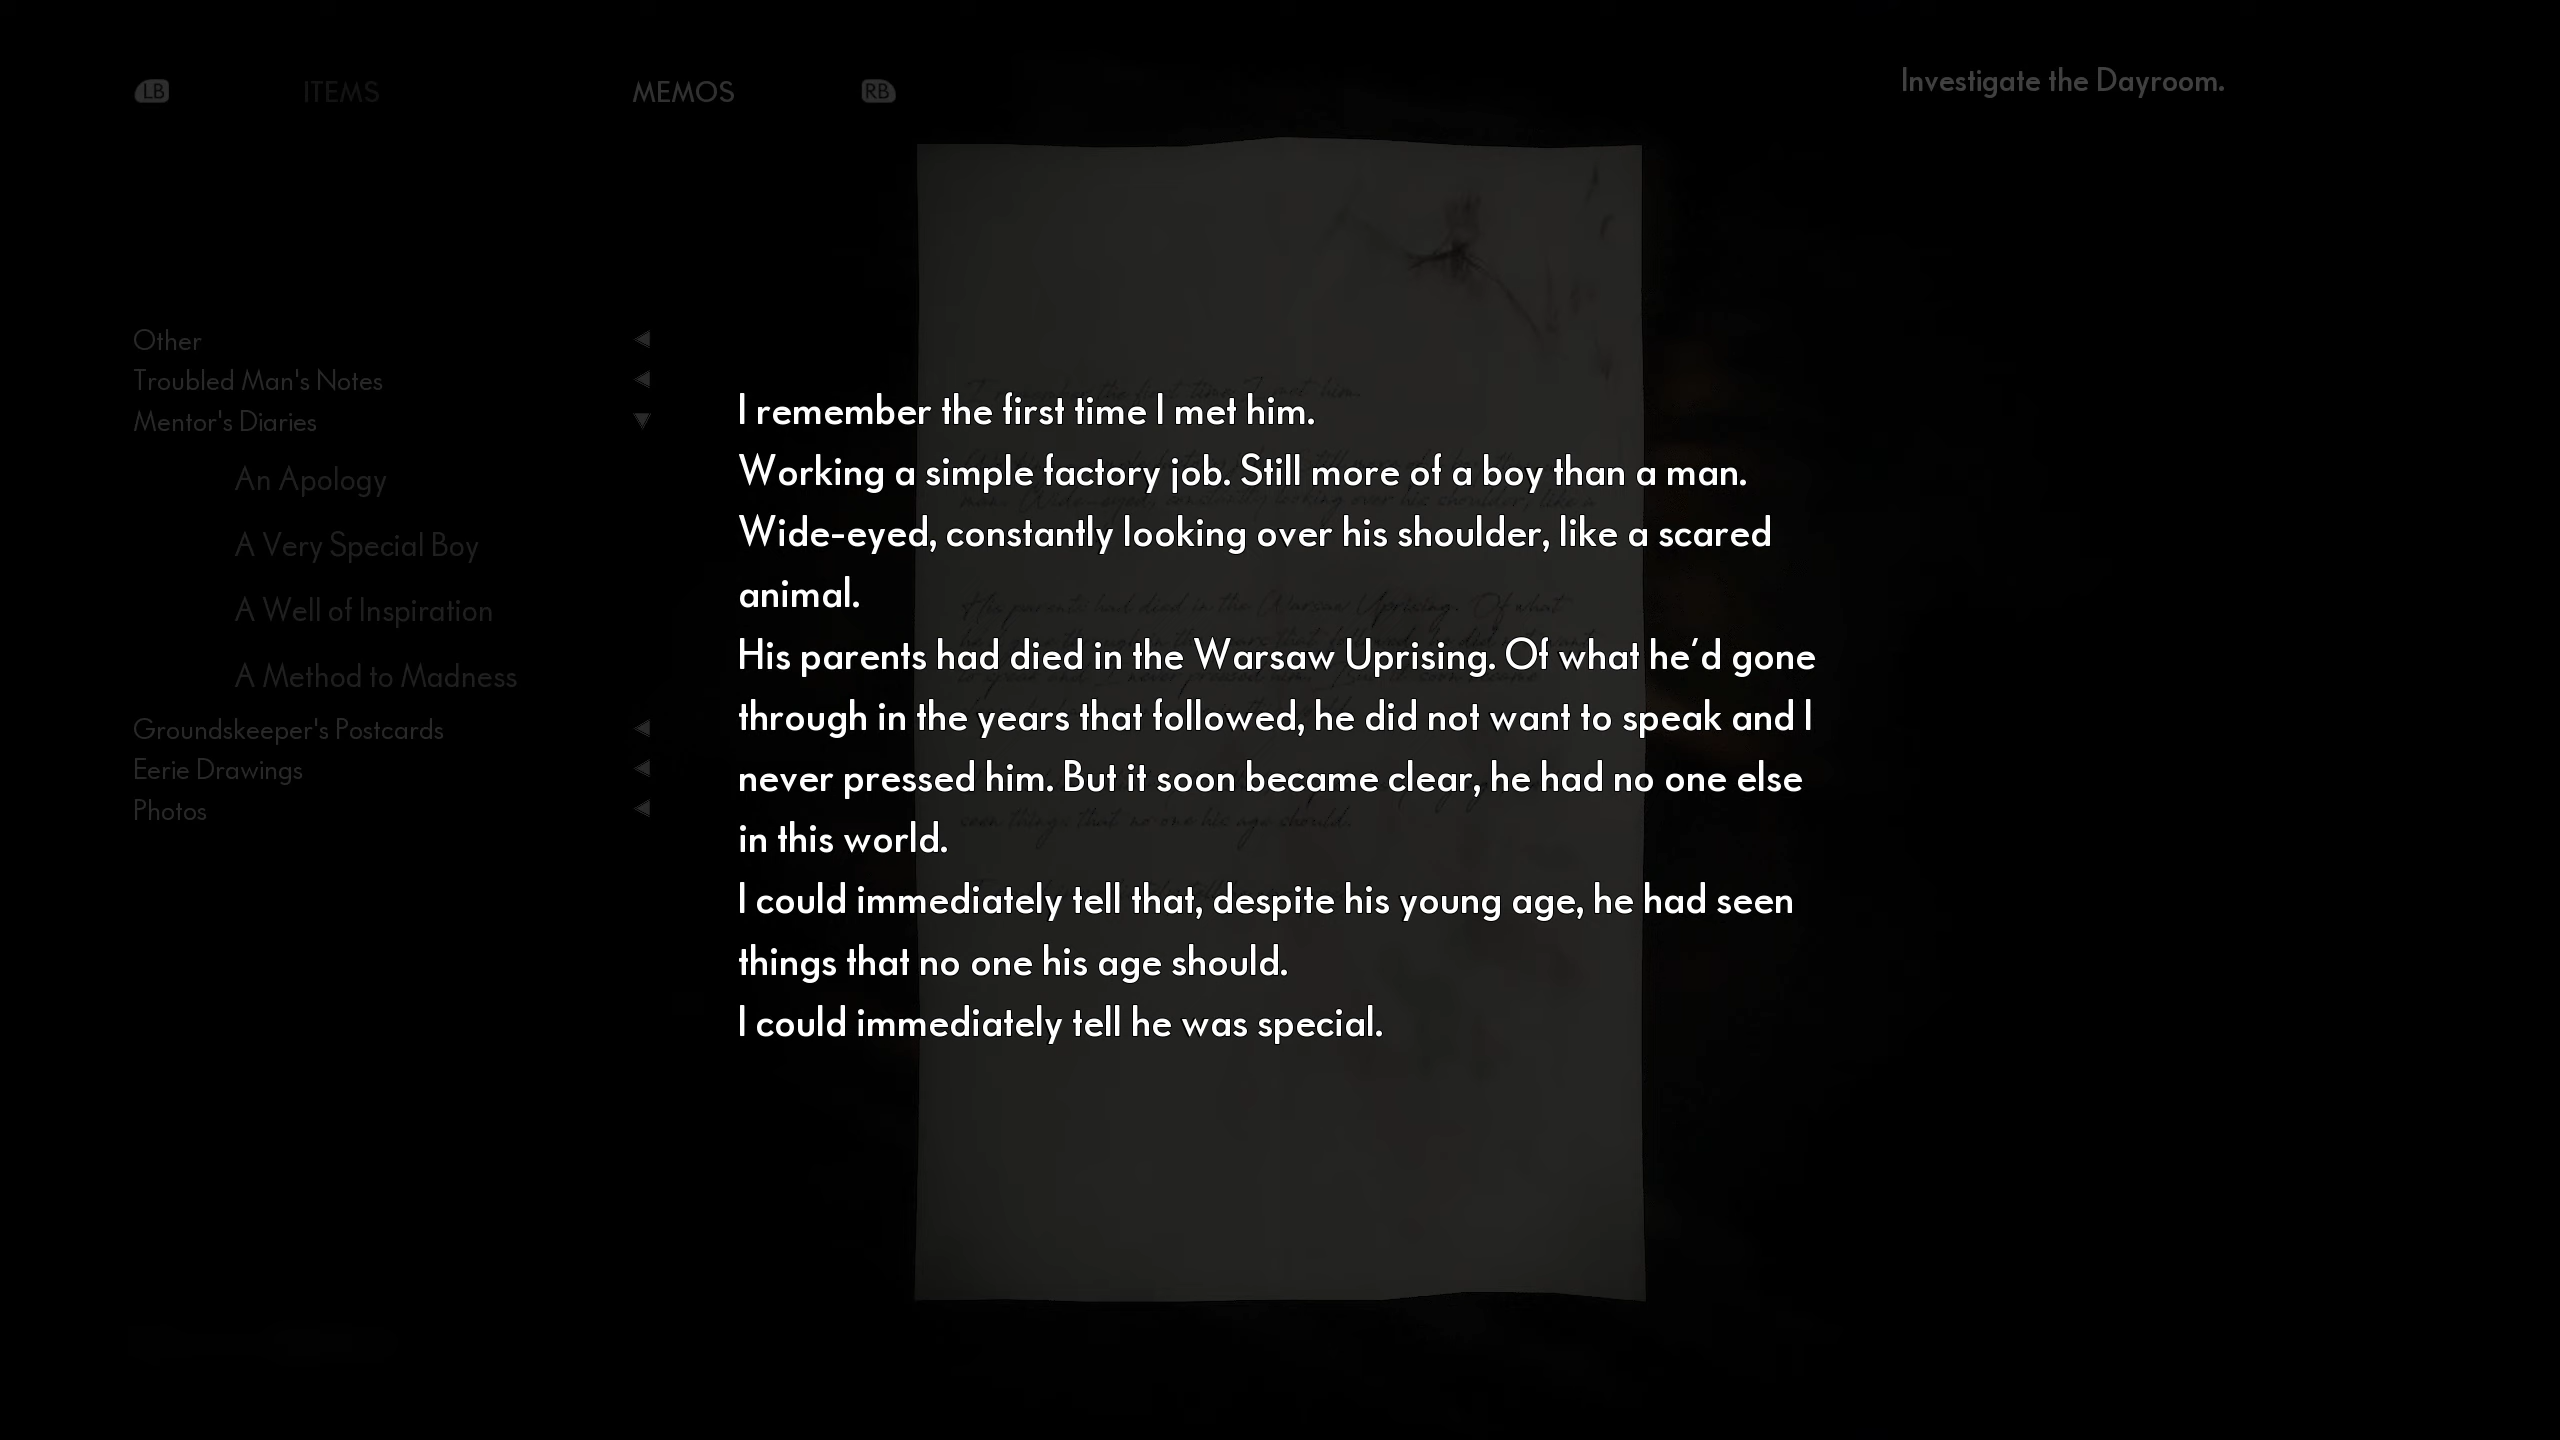 LB ITEMS MEMOS RB
Investigate the Dayroom.
Other
Troubled Man's Notes
Mentor's Diaries
An Apology
A Very Special Boy
A Well of Inspiration
A Method to Madness
Groundskeeper's Postcards
Eerie Drawings
Photos
I remember the first time I met him.
Working a simple factory job. Still more of a boy than a man.
Wide-eyed, constantly looking over his shoulder, like a scared
animal.
His parents had died in the Warsaw Uprising. Of what he'd gone
through in the years that followed, he did not want to speak and I
never pressed him. But it soon became clear, he had no one else
in this world.
I could immediately tell that, despite his young age, he had seen
things that no one his age should.
I could immediately tell he was special.